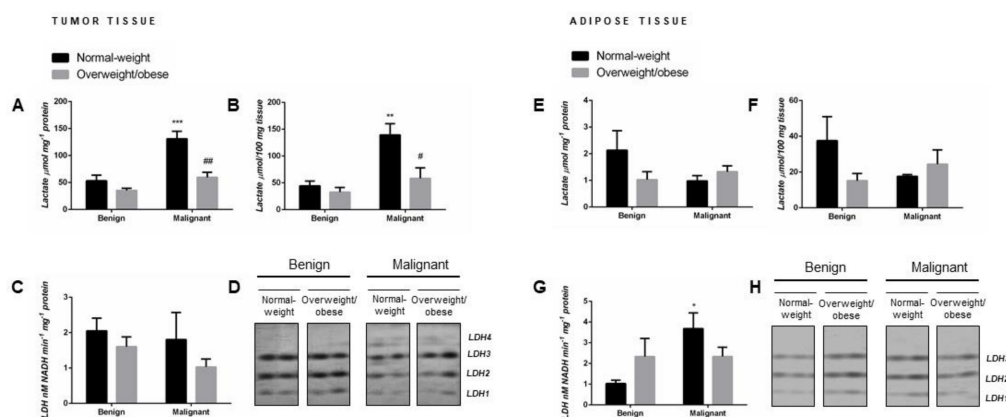 TUMOR TISSUE
Normal-weight
Overweight/obese
A
Lactate μmol mg-1 protein
150
100
50
0
***
##
Benign
Malignant
B
Lactate μmol/100 mg tissue
200
150
100
50
0
**
#
Benign
Malignant
C
LDH nM NADH min-1 mg-1 protein
3
2
1
0
Benign
Malignant
D
Benign
Malignant
Normal-
weight
Overweight/
obese
Normal-
weight
Overweight/
obese
LDH4
LDH3
LDH2
LDH1
ADIPOSE TISSUE
Normal-weight
Overweight/obese
E
Lactate μmol mg-1 protein
4
3
2
1
0
Benign
Malignant
F
Lactate μmol/100 mg tissue
60
40
20
0
Benign
Malignant
G
LDH nM NADH min-1 mg-1 protein
5
4
3
2
1
0
*
Benign
Malignant
H
Benign
Malignant
Normal-
weight
Overweight/
obese
Normal-
weight
Overweight/
obese
LDH
LDH2
LDH